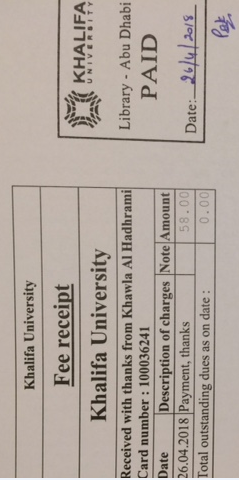 Khalifa University
Fee receipt
Khalifa University
Received with thanks from Khawla Al Hadhrami
Card number : 100036241
Date Description of charges Note Amount
26.04.2018 Payment, thanks 58.00
Total outstanding dues as on date : 0.00
KHALIFA
UNIVERSITY
Library - Abu Dhabi
PAID
Date: 26/4/2018